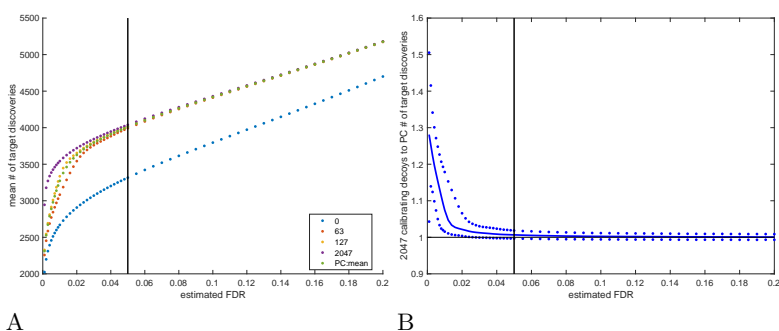 5500
5000
4500
4000
3500
3000
2500
2000
mean # of target discoveries
0
63
127
2047
PC:mean
0 0.02 0.04 0.06 0.08 0.1 0.12 0.14 0.16 0.18 0.2
estimated FDR
A
1.6
1.5
1.4
1.3
1.2
1.1
1
0.9
2047 calibrating decoys to PC # of target discoveries
0 0.02 0.04 0.06 0.08 0.1 0.12 0.14 0.16 0.18 0.2
estimated FDR
B